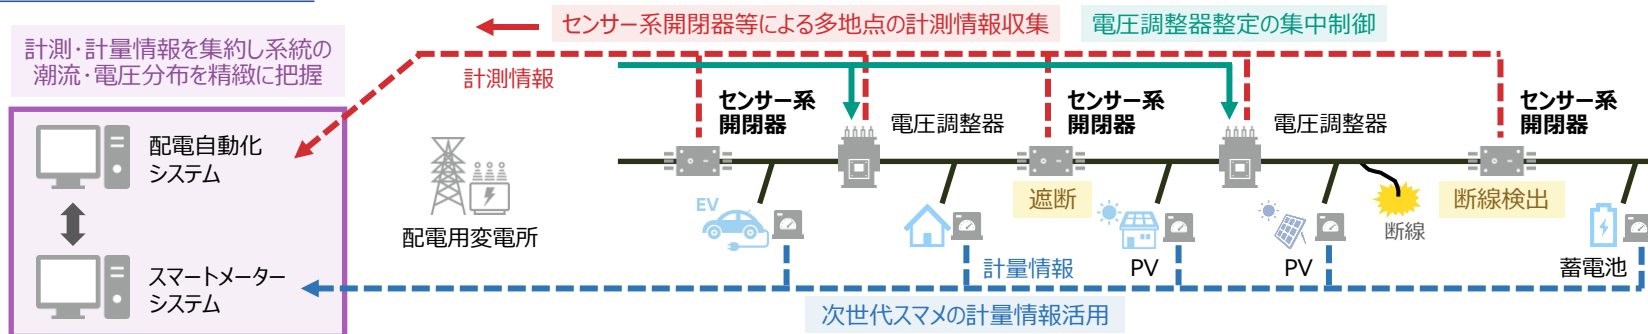 センサー系開閉器等による多地点の計測情報収集
電圧調整器整定の集中制御
計測・計量情報を集約し系統の
潮流・電圧分布を精緻に把握
計測情報
センサー系
開閉器
電圧調整器
センサー系
開閉器
電圧調整器
センサー系
開閉器
配電自動化
システム
配電用変電所
遮断
断線検出
断線
EV
計量情報
PV
PV
蓄電池
スマートメーター
システム
次世代スマメの計量情報活用